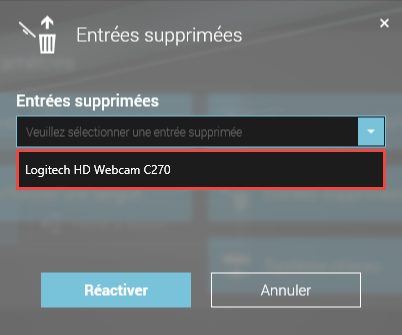 Entrées supprimées
Entrées supprimées
Veuillez sélectionner une entrée supprimée
Logitech HD Webcam C270
Réactiver
Annuler